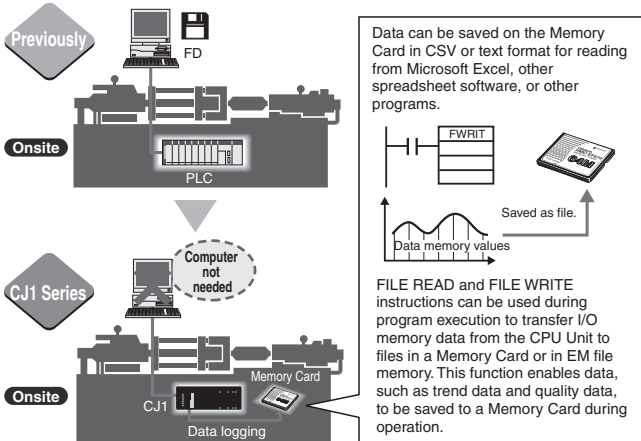 Previously
FD
Onsite
PLC
Computer
not
needed
CJ1 Series
Onsite
Memory Card
CJ1
Data logging
Data can be saved on the Memory
Card in CSV or text format for reading
from Microsoft Excel, other
spreadsheet software, or other
programs.
FWRIT
64M
Saved as file.
Data memory values
FILE READ and FILE WRITE
instructions can be used during
program execution to transfer I/O
memory data from the CPU Unit to
files in a Memory Card or in EM file
memory. This function enables data,
such as trend data and quality data,
to be saved to a Memory Card during
operation.